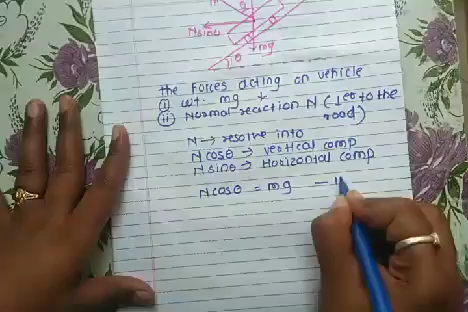 θ
N sinθ
mg
θ
The Forces acting on vehicle
(i) wt. mg ↓
(ii) Normal reaction N (⊥er to the road)
N → resolve into
N cosθ → vertical comp
N sinθ → Horizontal comp
N cosθ = mg —